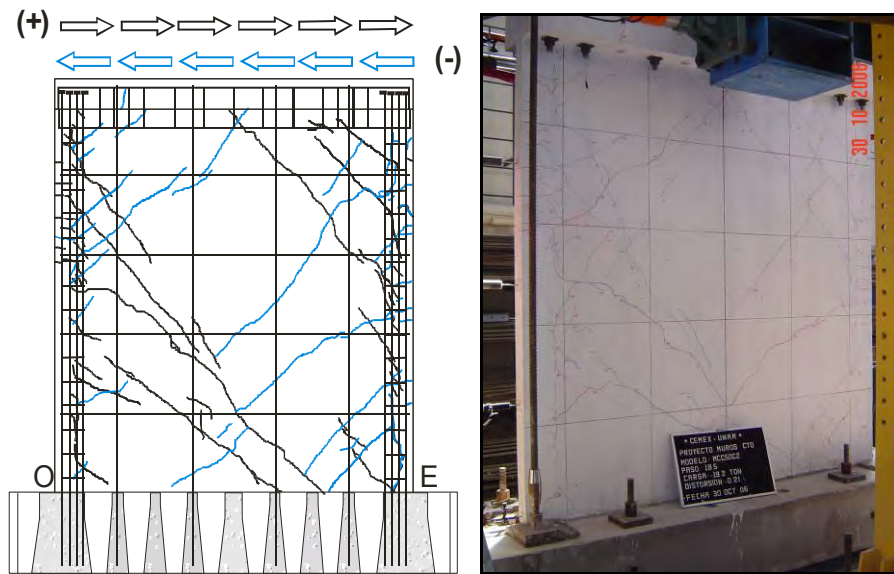 (+)
(-)
O
E
30 10 2006
* CEMEX - UNAM *
PROYECTO MUROS CTO
MODELO: MCC50C2
PASO 18.5
CARGA -19.2 TON
DISTORSION -0.21
FECHA 30 OCT 06